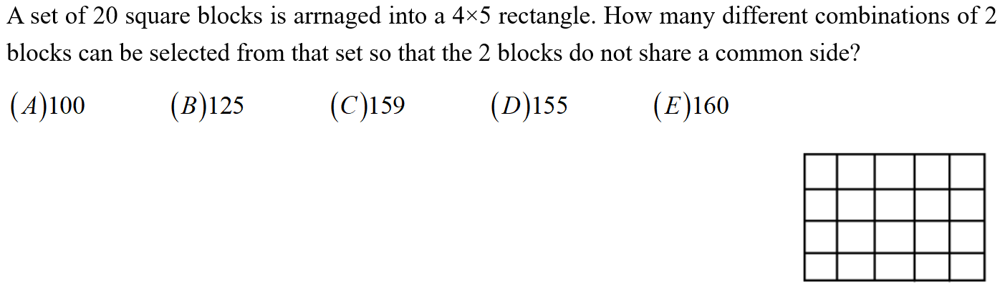 A set of 20 square blocks is arrnaged into a 4×5 rectangle. How many different combinations of 2
blocks can be selected from that set so that the 2 blocks do not share a common side?
(A)100 (B)125 (C)159 (D)155 (E)160